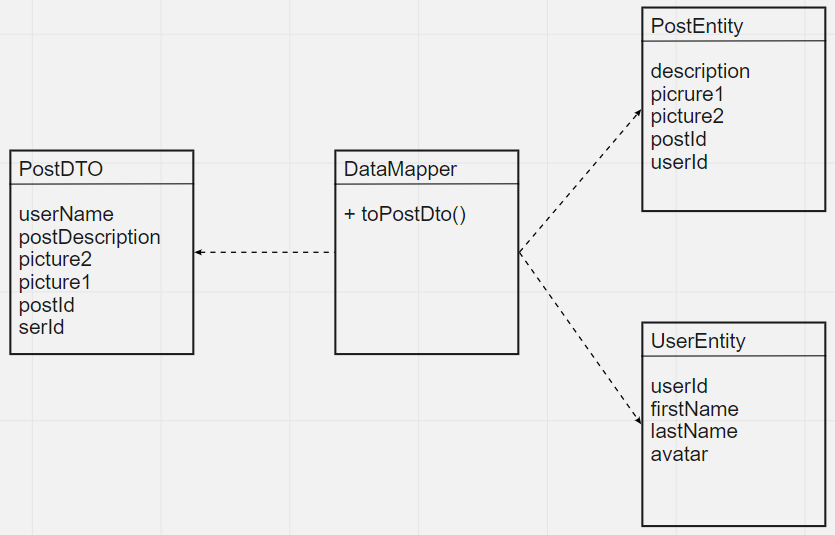 PostDTO
userName
postDescription
picture2
picture1
postId
serId
DataMapper
+ toPostDto()
PostEntity
description
picrure1
picture2
postId
userId
UserEntity
userId
firstName
lastName
avatar